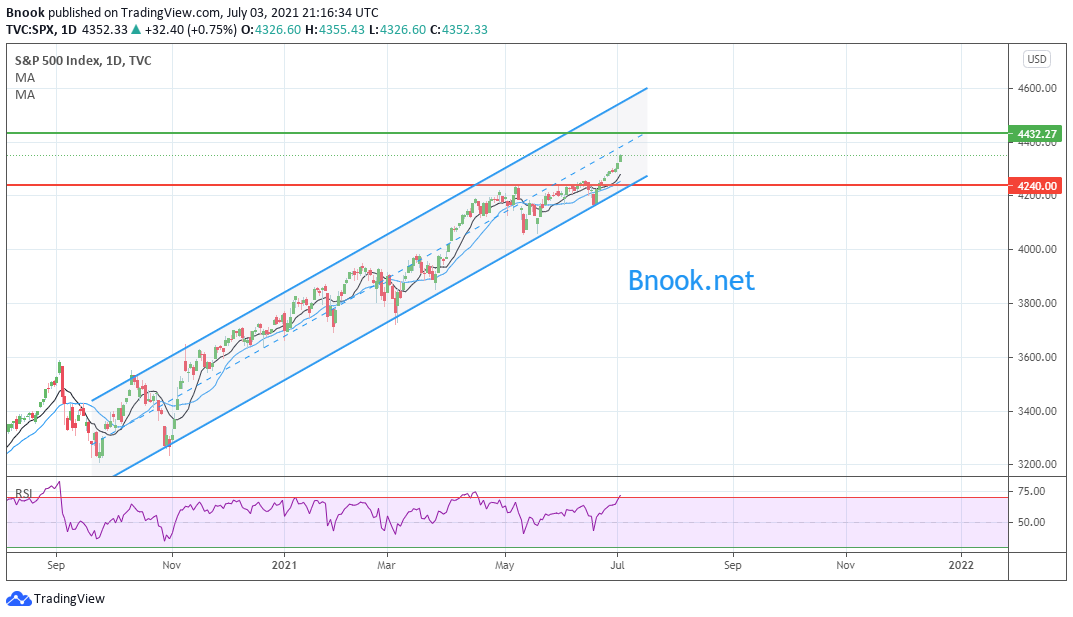 Bnook published on TradingView.com, July 03, 2021 21:16:34 UTC
TVC:SPX, 1D 4352.33 ▲ +32.40 (+0.75%) O:4326.60 H:4355.43 L:4326.60 C:4352.33
S&P 500 Index, 1D, TVC
MA
MA
USD
4600.00
4432.27
4400.00
4240.00
4200.00
4000.00
Bnook.net
3800.00
3600.00
3400.00
3200.00
RSI
75.00
50.00
Sep Nov 2021 Mar May Jul Sep Nov 2022
TradingView